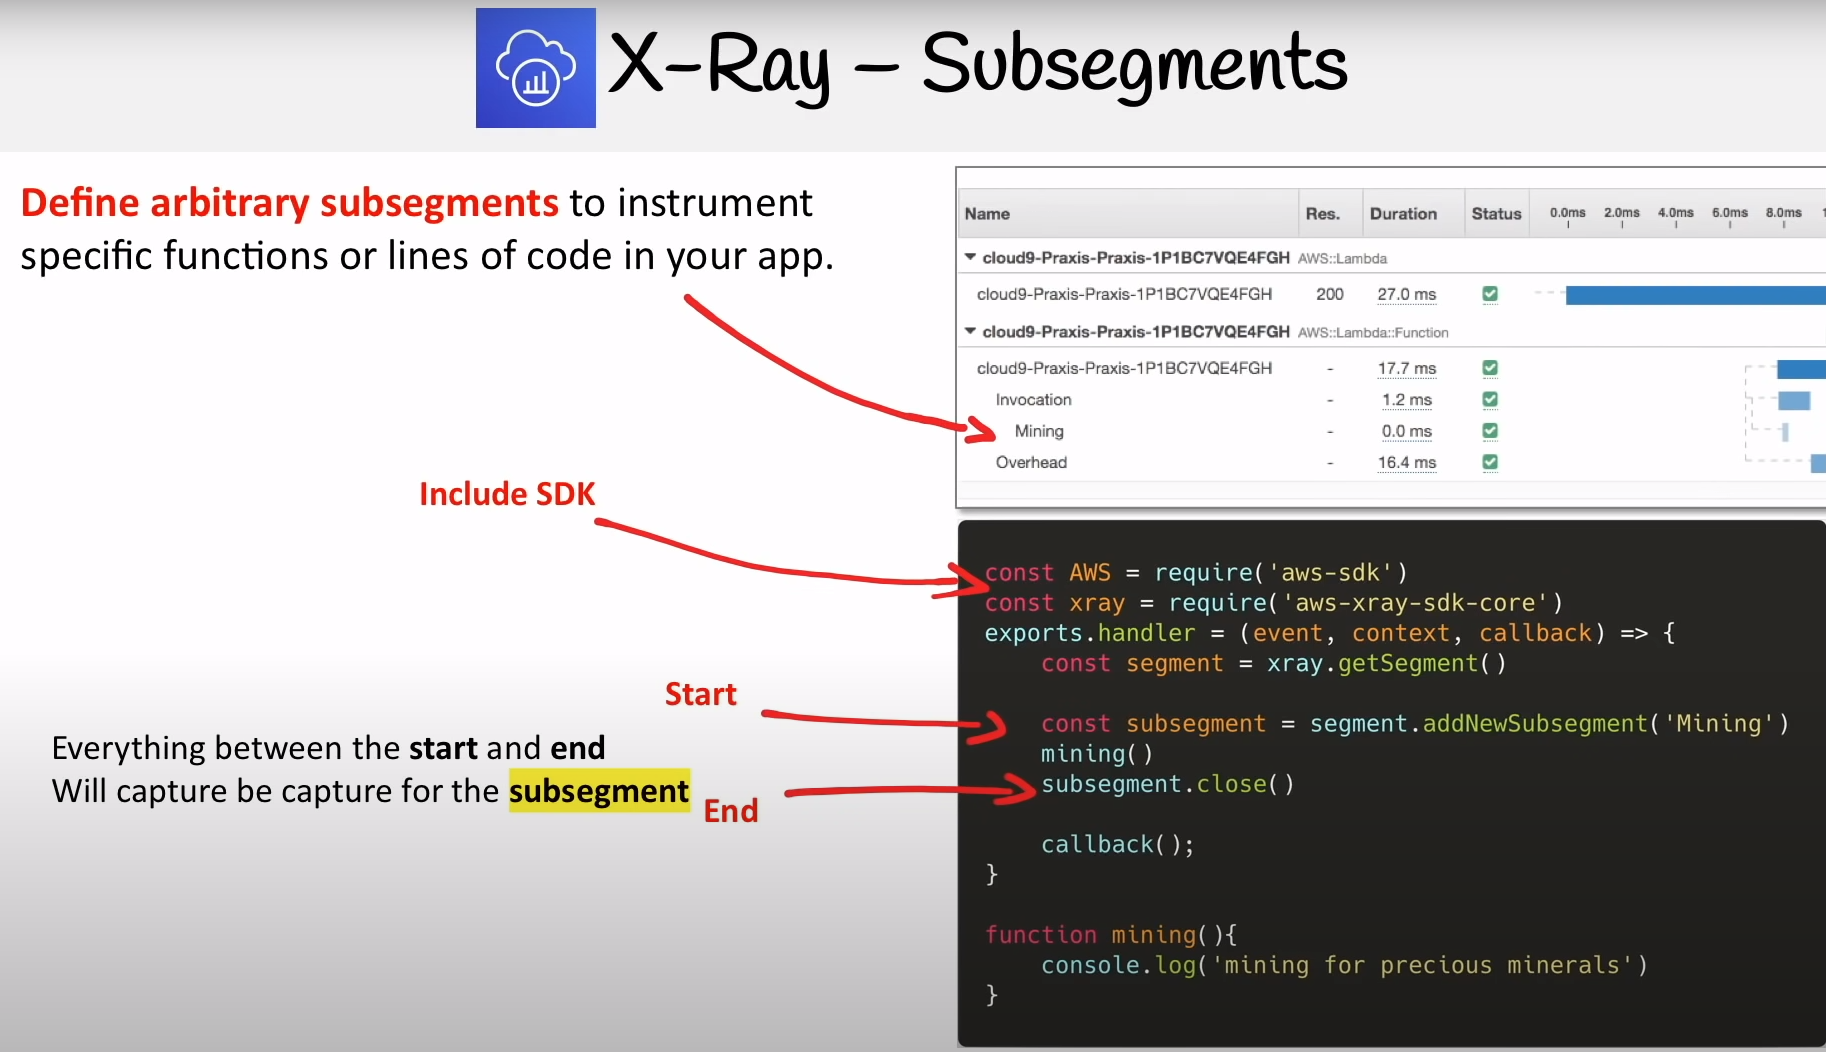 X-Ray – Subsegments
Define arbitrary subsegments to instrument
specific functions or lines of code in your app.
Name Res. Duration Status 0.0ms 2.0ms 4.0ms 6.0ms 8.0ms 1
cloud9-Praxis-Praxis-1P1BC7VQE4FGH AWS::Lambda
cloud9-Praxis-Praxis-1P1BC7VQE4FGH 200 27.0 ms
cloud9-Praxis-Praxis-1P1BC7VQE4FGH AWS::Lambda::Function
cloud9-Praxis-Praxis-1P1BC7VQE4FGH - 17.7 ms
Invocation - 1.2 ms
Mining - 0.0 ms
Overhead - 16.4 ms
Include SDK
Start
Everything between the start and end
Will capture be capture for the subsegment
End
const AWS = require('aws-sdk')
const xray = require('aws-xray-sdk-core')
exports.handler = (event, context, callback) => {
    const segment = xray.getSegment()
    const subsegment = segment.addNewSubsegment('Mining')
    mining()
    subsegment.close()
    callback();
}
function mining(){
    console.log('mining for precious minerals')
}